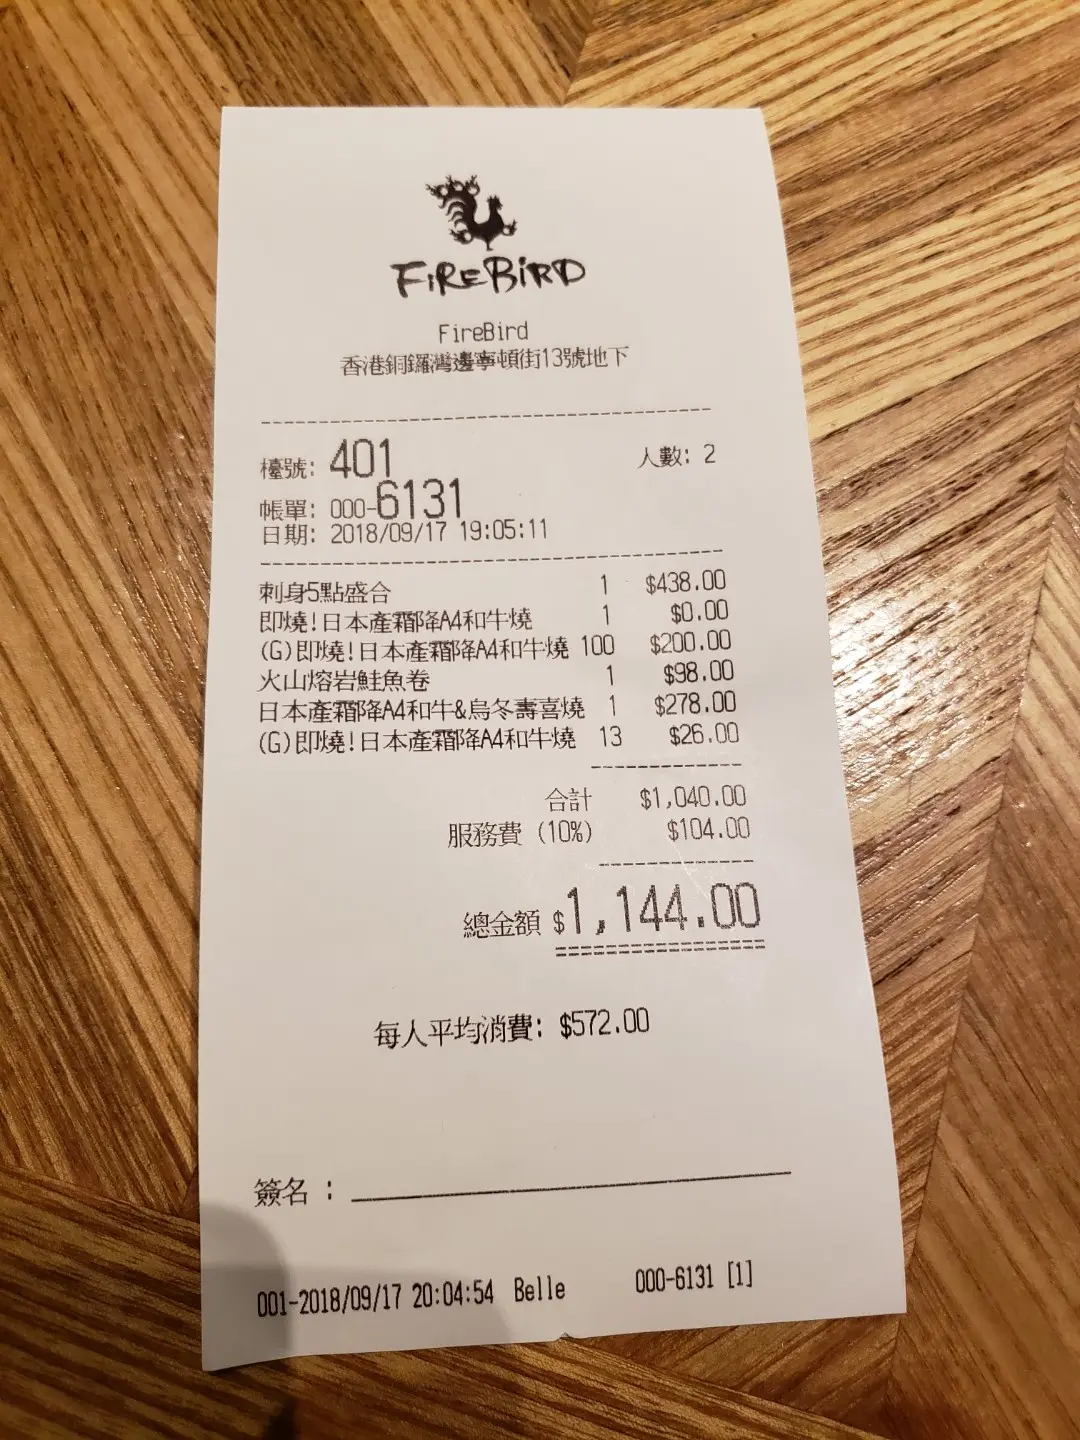 FIREBIRD
FireBird
香港銅鑼灣邊寧頓街13號地下
檯號: 401 人數: 2
帳單: 000-6131
日期: 2018/09/17 19:05:11
刺身5點盛合 1 $438.00
即燒!日本產霜降A4和牛燒 1 $0.00
(G)即燒!日本產霜降A4和牛燒 100 $200.00
火山熔岩鮭魚卷 1 $98.00
日本產霜降A4和牛&烏冬壽喜燒 1 $278.00
(G)即燒!日本產霜降A4和牛燒 13 $26.00
合計 $1,040.00
服務費 (10%) $104.00
總金額 $1,144.00
每人平均消費: $572.00
簽名 :
001-2018/09/17 20:04:54 Belle 000-6131 [1]